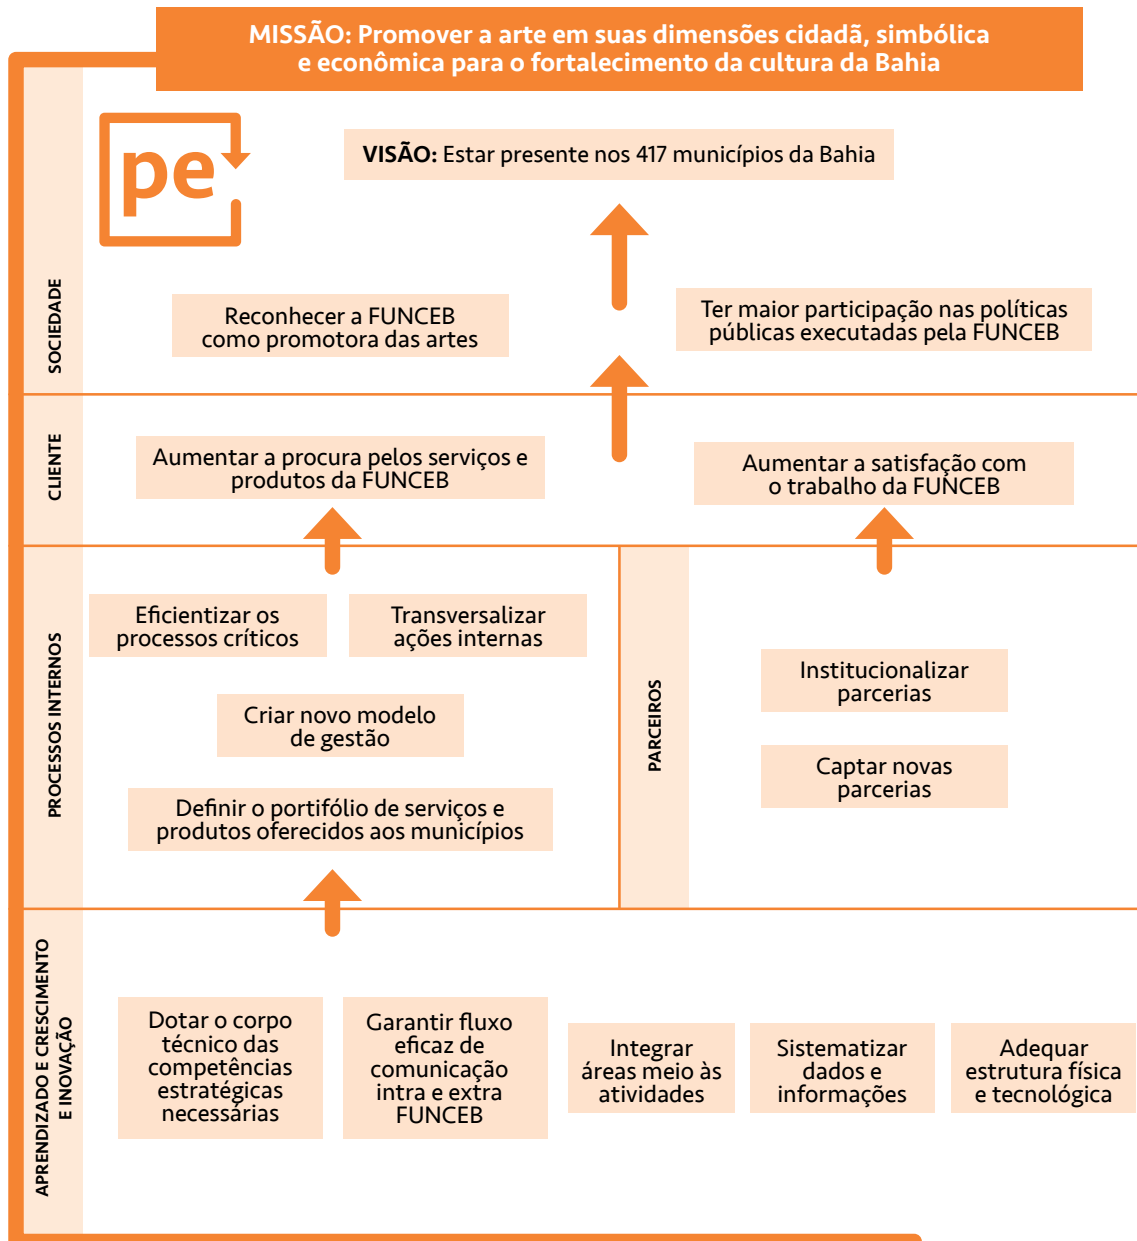 MISSÃO: Promover a arte em suas dimensões cidadã, simbólica
e econômica para o fortalecimento da cultura da Bahia
pe
VISÃO: Estar presente nos 417 municípios da Bahia
SOCIEDADE
Reconhecer a FUNCEB
como promotora das artes
Ter maior participação nas políticas
públicas executadas pela FUNCEB
CLIENTE
Aumentar a procura pelos serviços e
produtos da FUNCEB
Aumentar a satisfação com
o trabalho da FUNCEB
PROCESSOS INTERNOS
Eficientizar os
processos críticos
Transversalizar
ações internas
Criar novo modelo
de gestão
Definir o portifólio de serviços e
produtos oferecidos aos municípios
PARCEIROS
Institucionalizar
parcerias
Captar novas
parcerias
APRENDIZADO E CRESCIMENTO
E INOVAÇÃO
Dotar o corpo
técnico das
competências
estratégicas
necessárias
Garantir fluxo
eficaz de
comunicação
intra e extra
FUNCEB
Integrar
áreas meio às
atividades
Sistematizar
dados e
informações
Adequar
estrutura física
e tecnológica